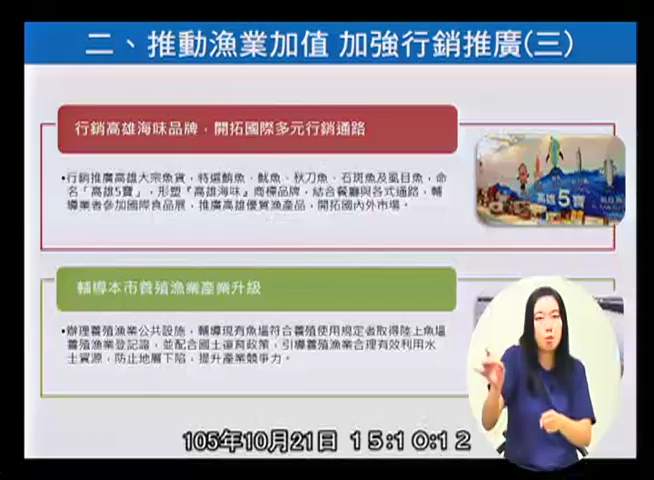 二、推動漁業加值 加強行銷推廣(三)
行銷高雄海味品牌，開拓國際多元行銷通路
•行銷推廣高雄大宗魚貨，特選鮪魚、魷魚、秋刀魚、石斑魚及虱目魚，命
名「高雄5寶」，形塑『高雄海味』商標品牌，結合餐廳與各式通路，輔
導業者參加國際食品展，推廣高雄優質漁產品，開拓國內外市場。
高雄5寶
輔導本市養殖漁業產業升級
•辦理養殖漁業公共設施，輔導現有魚塭符合養殖使用規定者取得陸上魚塭
養殖漁業登記證，並配合國土復育政策，引導養殖漁業合理有效利用水
土資源，防止地層下陷，提升產業競爭力。
105年10月21日 15:10:12